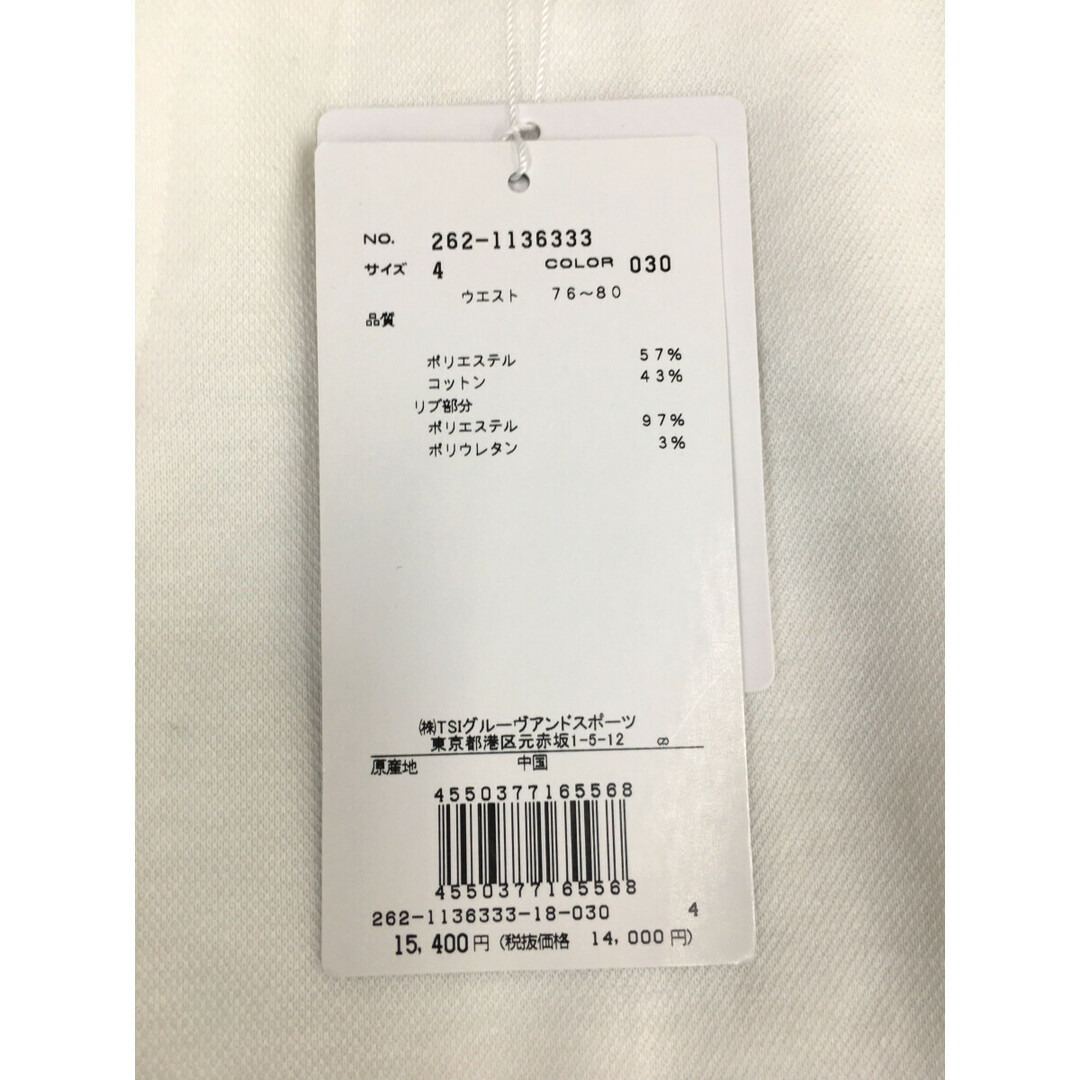 NO. 262-1136333
サイズ 4 COLOR 030
ウエスト 76～80
品質
ポリエステル 57%
コットン 43%
リブ部分
ポリエステル 97%
ポリウレタン 3%
㈱TSIグルーヴアンドスポーツ
東京都港区元赤坂1-5-12
原産地 中国
4550377165568
4550377165568
262-1136333-18-030 4
15,400円 (税抜価格 14,000円)